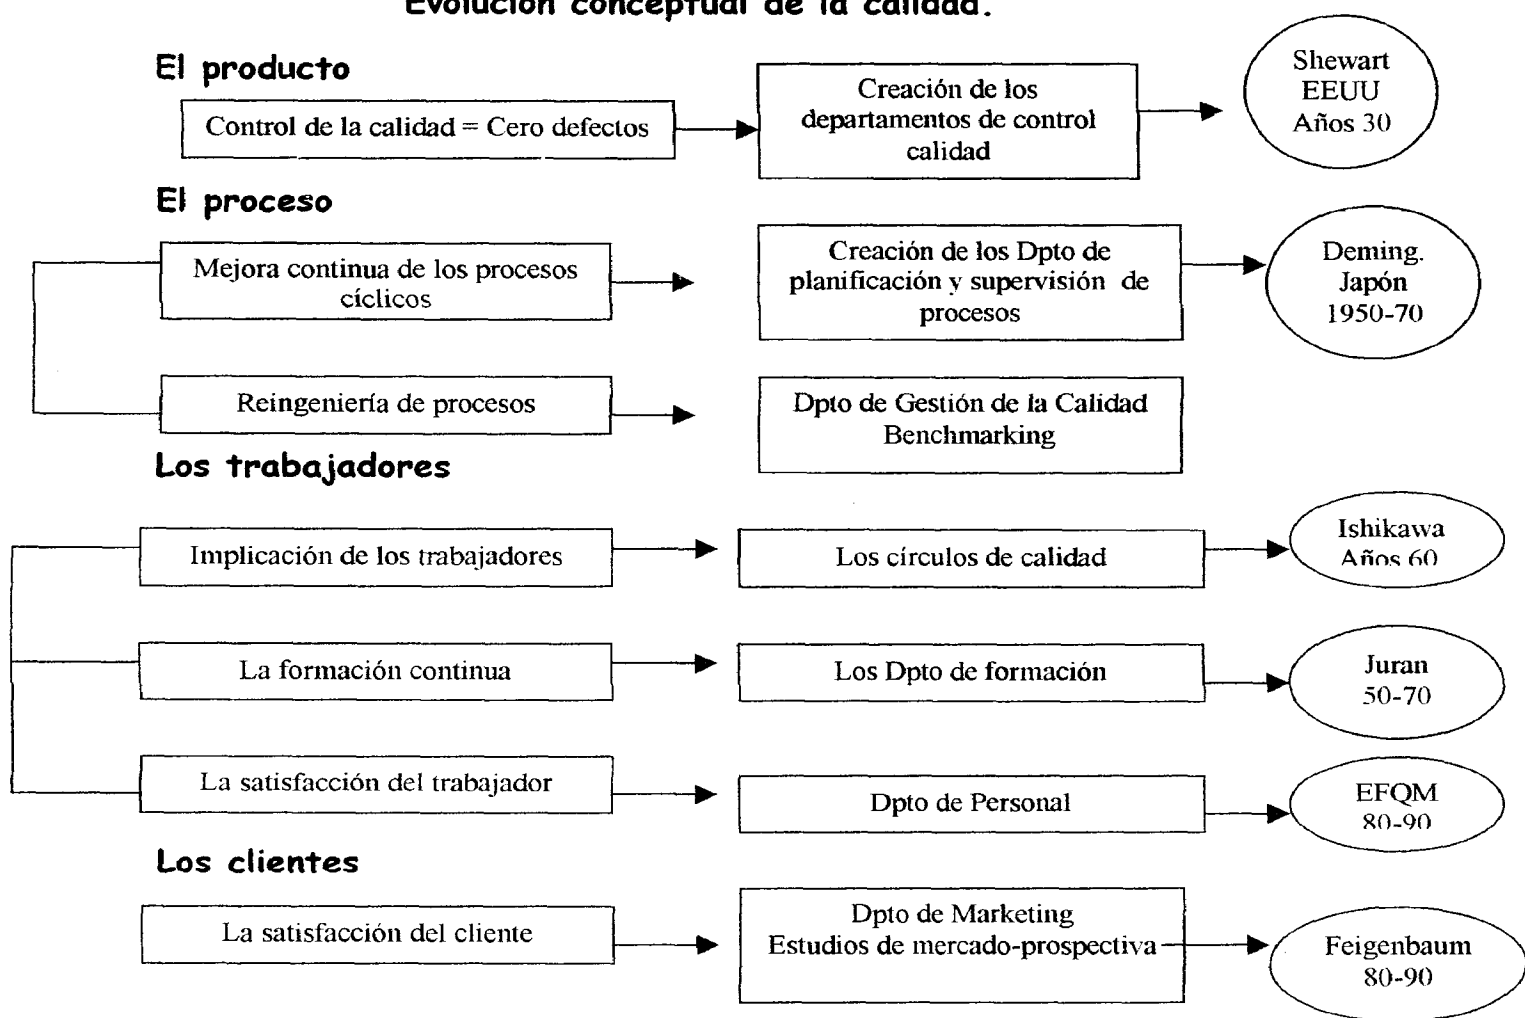 Evolución conceptual de la calidad.
El producto
Control de la calidad = Cero defectos
Creación de los
departamentos de control
calidad
Shewart
EEUU
Años 30
El proceso
Mejora continua de los procesos
cíclicos
Creación de los Dpto de
planificación y supervisión de
procesos
Deming.
Japón
1950-70
Reingeniería de procesos
Dpto de Gestión de la Calidad
Benchmarking
Los trabajadores
Implicación de los trabajadores
Los círculos de calidad
Ishikawa
Años 60
La formación continua
Los Dpto de formación
Juran
50-70
La satisfacción del trabajador
Dpto de Personal
EFQM
80-90
Los clientes
La satisfacción del cliente
Dpto de Marketing
Estudios de mercado-prospectiva
Feigenbaum
80-90